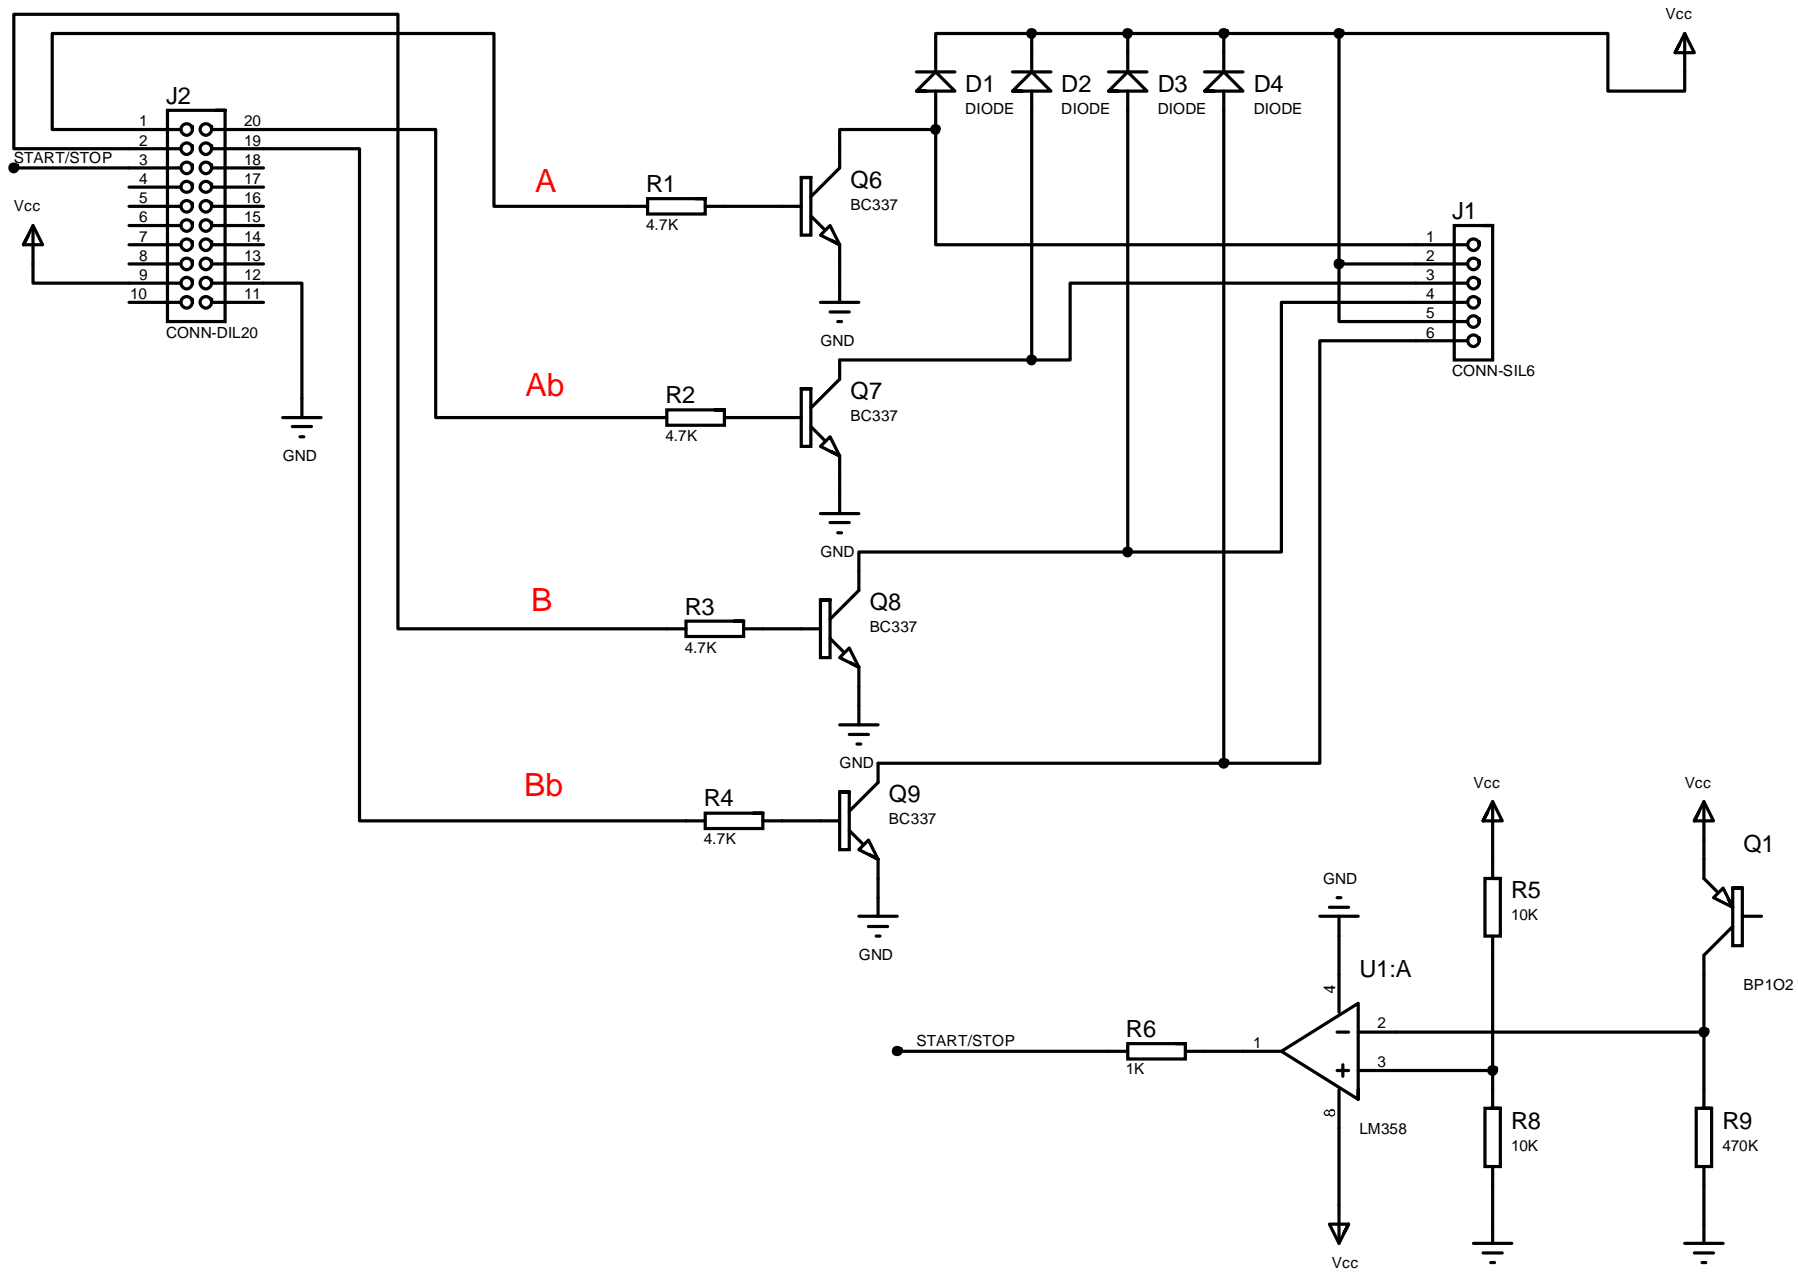 Vcc
J2
1
2
3
4
5
6
7
8
9
10
20
19
18
17
16
15
14
13
12
11
START/STOP
Vcc
CONN-DIL20
GND
A
R1
4.7K
Q6
BC337
GND
D1
DIODE
D2
DIODE
D3
DIODE
D4
DIODE
J1
1
2
3
4
5
6
CONN-SIL6
Ab
R2
4.7K
Q7
BC337
GND
B
R3
4.7K
Q8
BC337
GND
Bb
R4
4.7K
Q9
BC337
GND
Vcc
R5
10K
Vcc
Q1
BP1O2
GND
U1:A
4
2
3
8
1
LM358
START/STOP
R6
1K
R8
10K
R9
470K
Vcc